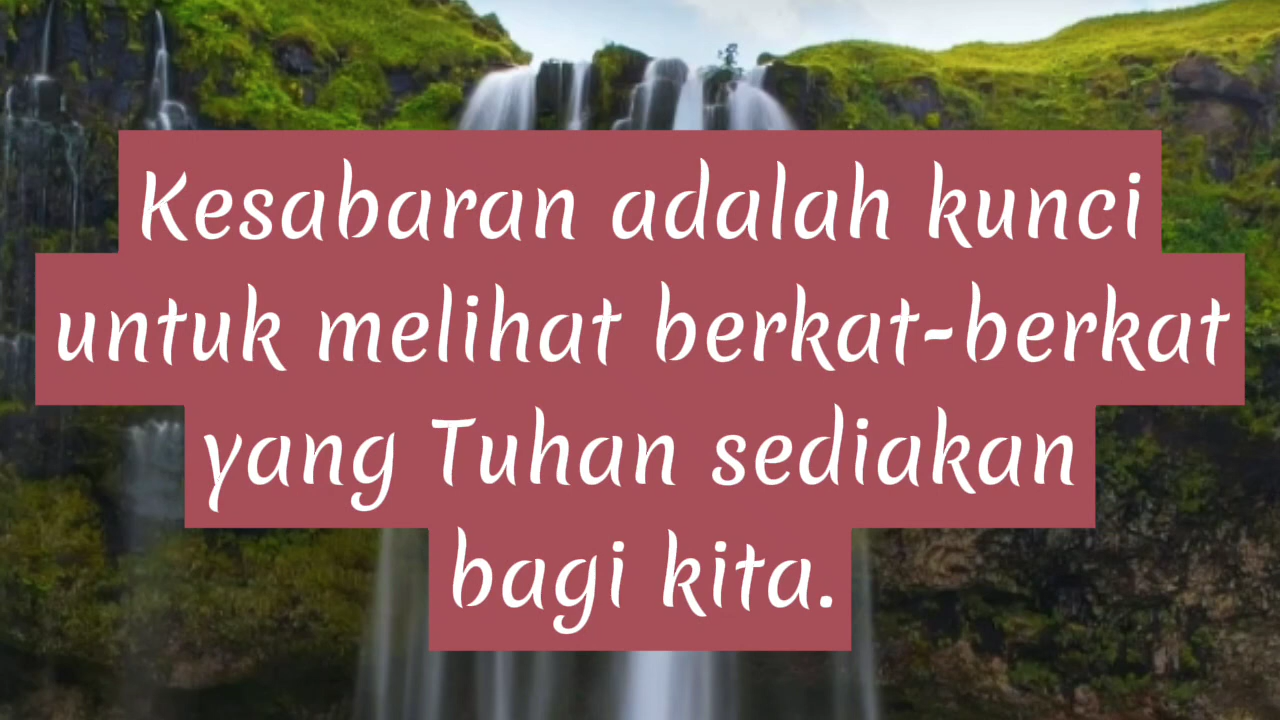 Kesabaran adalah kunci
untuk melihat berkat-berkat
yang Tuhan sediakan
bagi kita.